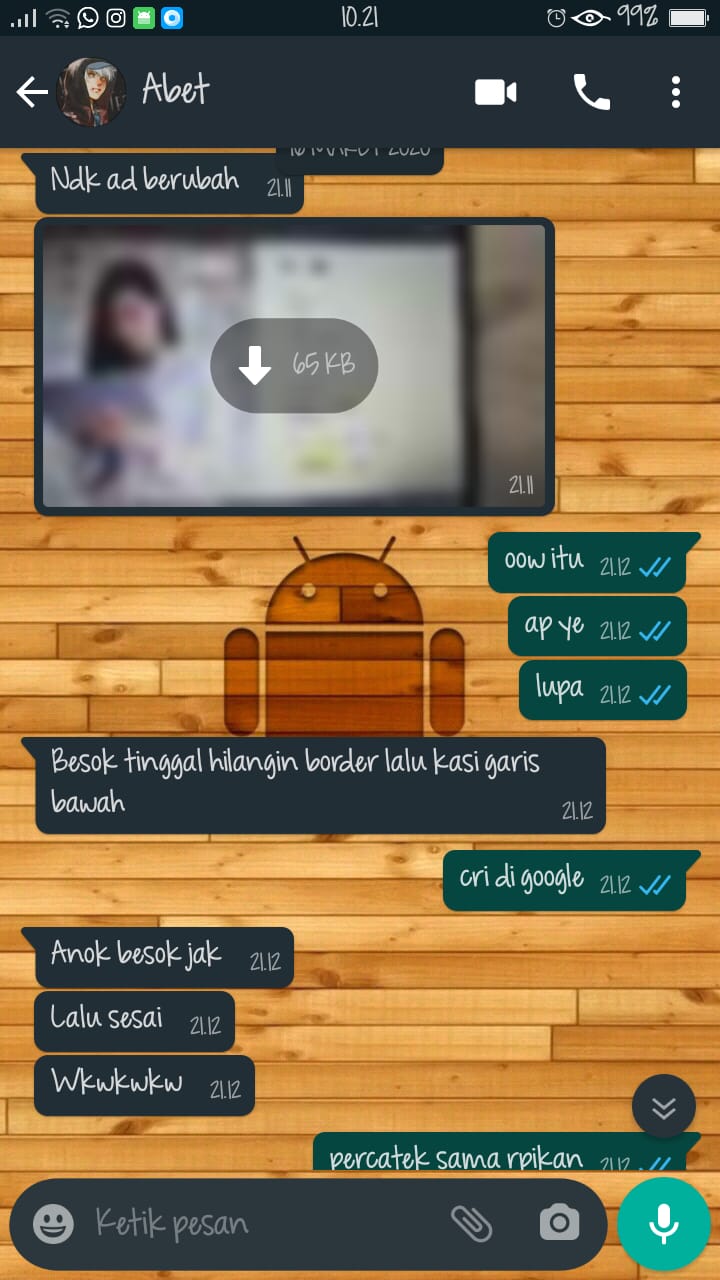 10.21
99%
Abet
16 MARET 2020
Ndk ad berubah 21.11
65 KB
21.11
oow itu 21.12
ap ye 21.12
lupa 21.12
Besok tinggal hilangin border lalu kasi garis
bawah 21.12
cri di google 21.12
Anok besok jak 21.12
Lalu sesai 21.12
Wkwkwkw 21.12
percatek sama rpikan 21.12
Ketik pesan